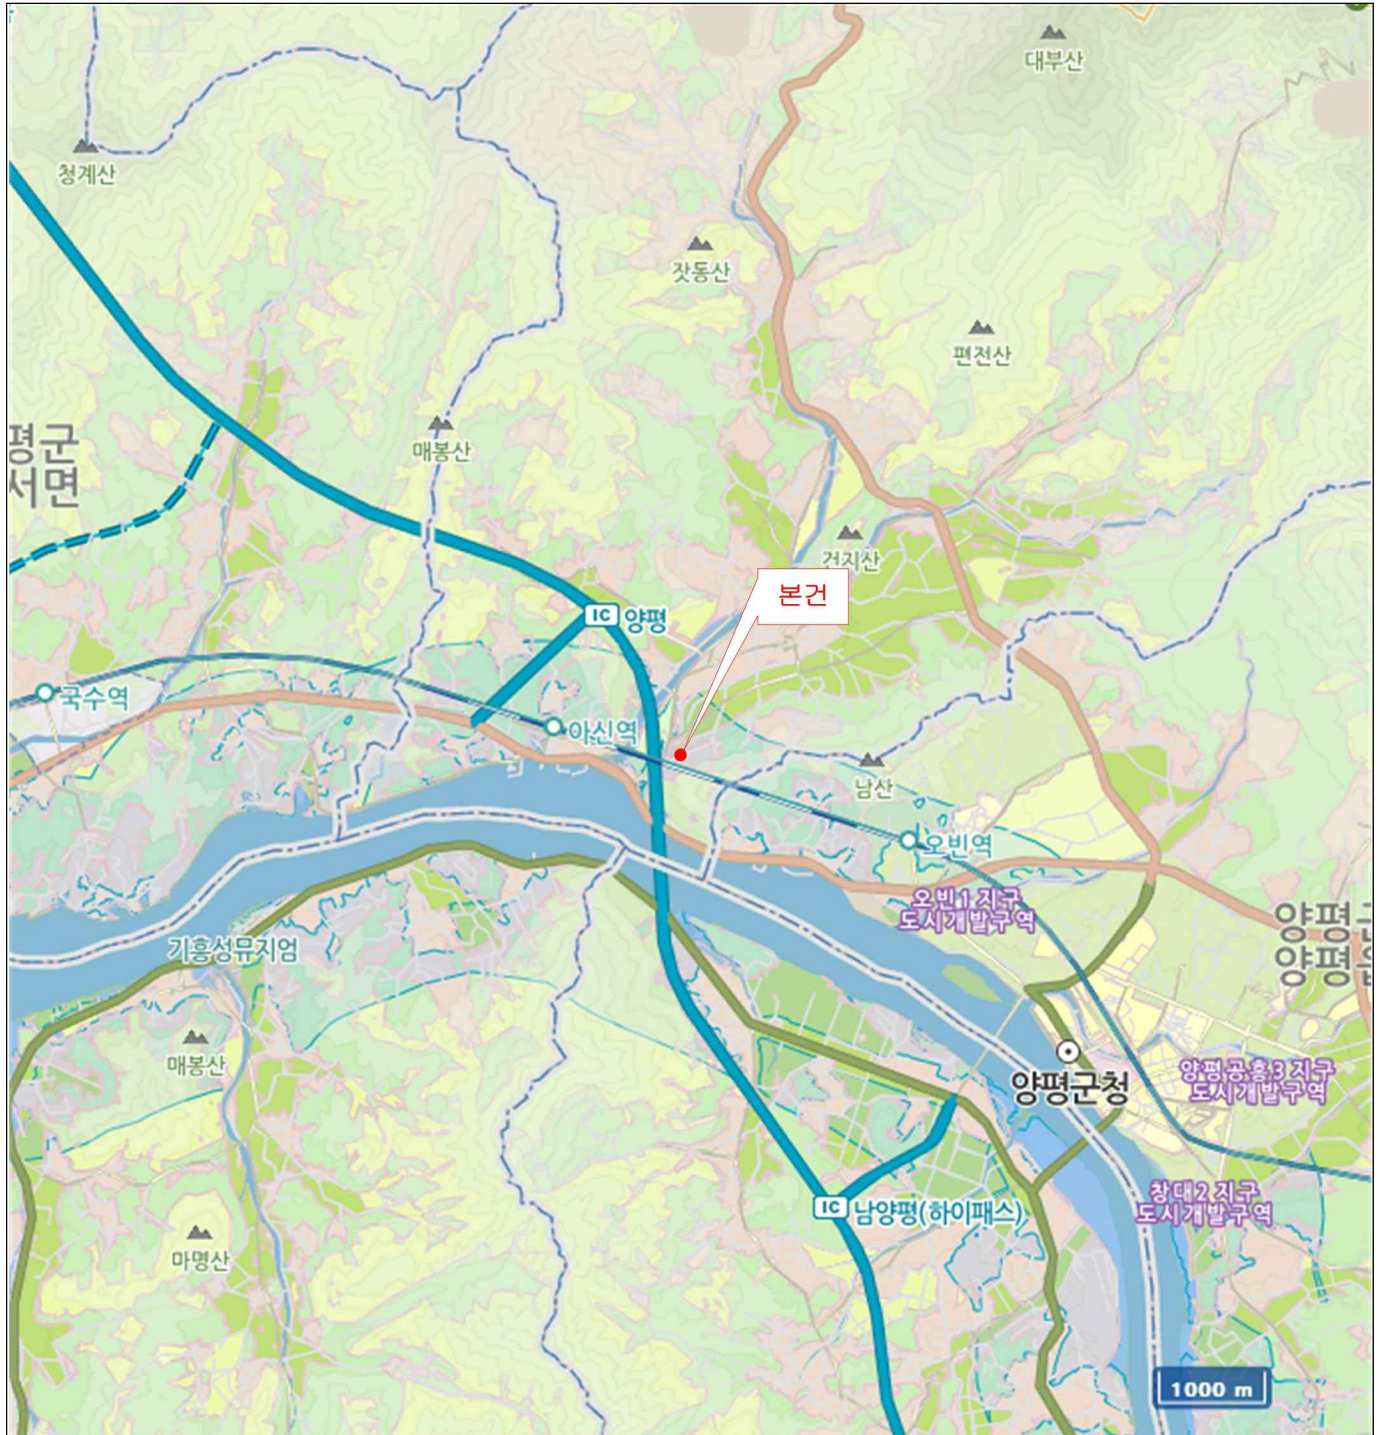 대부산
청계산
잣동산
편전산
평군
서면
매봉산
건지산
본건
IC 양평
국수역
아신역
남산
오빈역
오빈1지구
도시개발구역
양평군
양평읍
기흥성뮤지엄
매봉산
양평군청
양평공흥3지구
도시개발구역
창대2지구
도시개발구역
IC 남양평(하이패스)
마명산
1000 m